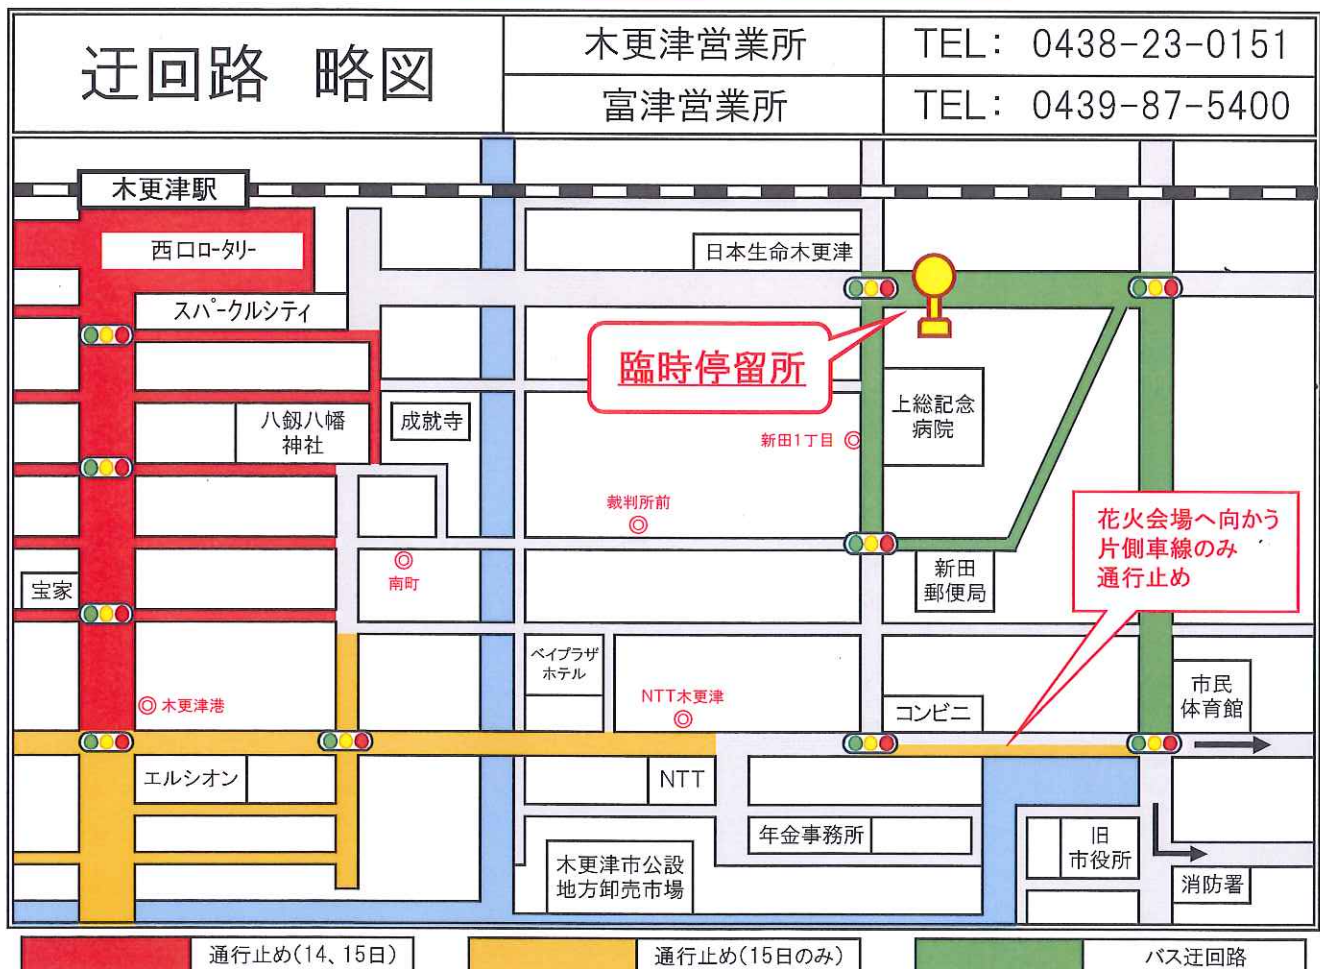 迂回路 略図
木更津営業所
TEL: 0438-23-0151
富津営業所
TEL: 0439-87-5400
木更津駅
西口ロータリー
日本生命木更津
スパークルシティ
臨時停留所
八剱八幡
神社
成就寺
上総記念
病院
新田1丁目
裁判所前
花火会場へ向かう
片側車線のみ
通行止め
南町
新田
郵便局
宝家
ベイプラザ
ホテル
市民
体育館
木更津港
NTT木更津
コンビニ
エルシオン
NTT
年金事務所
旧
市役所
木更津市公設
地方卸売市場
消防署
通行止め(14、15日)
通行止め(15日のみ)
バス迂回路